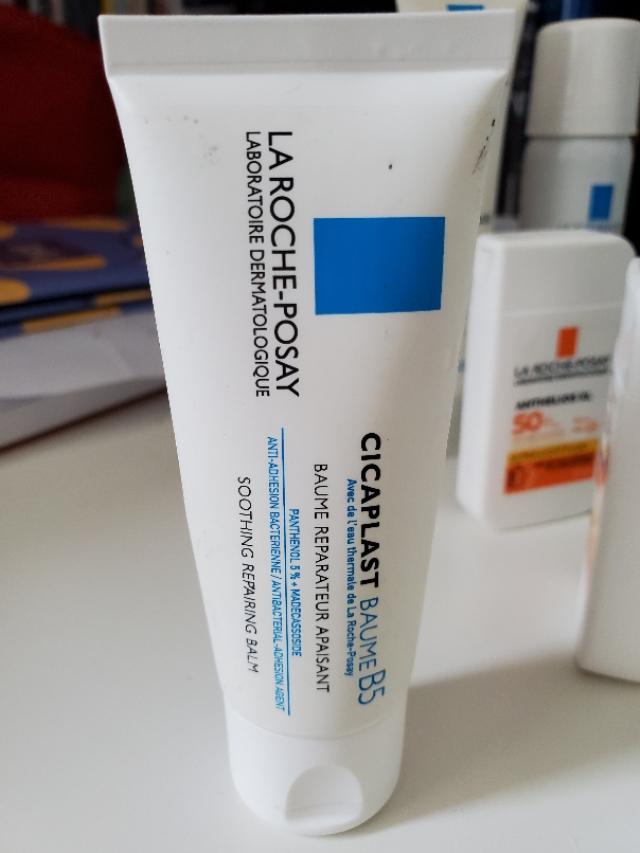 LA ROCHE-POSAY
LABORATOIRE DERMATOLOGIQUE
CICAPLAST BAUME B5
Avec de l'eau thermale de La Roche-Posay
BAUME REPARATEUR APAISANT
PANTHENOL 5 % + MADECASSOSIDE
ANTI-ADHESION BACTERIENNE / ANTIBACTERIAL-ADHESION AGENT
SOOTHING REPAIRING BALM
LA ROCHE-POSAY
ANTHELIOS
50+